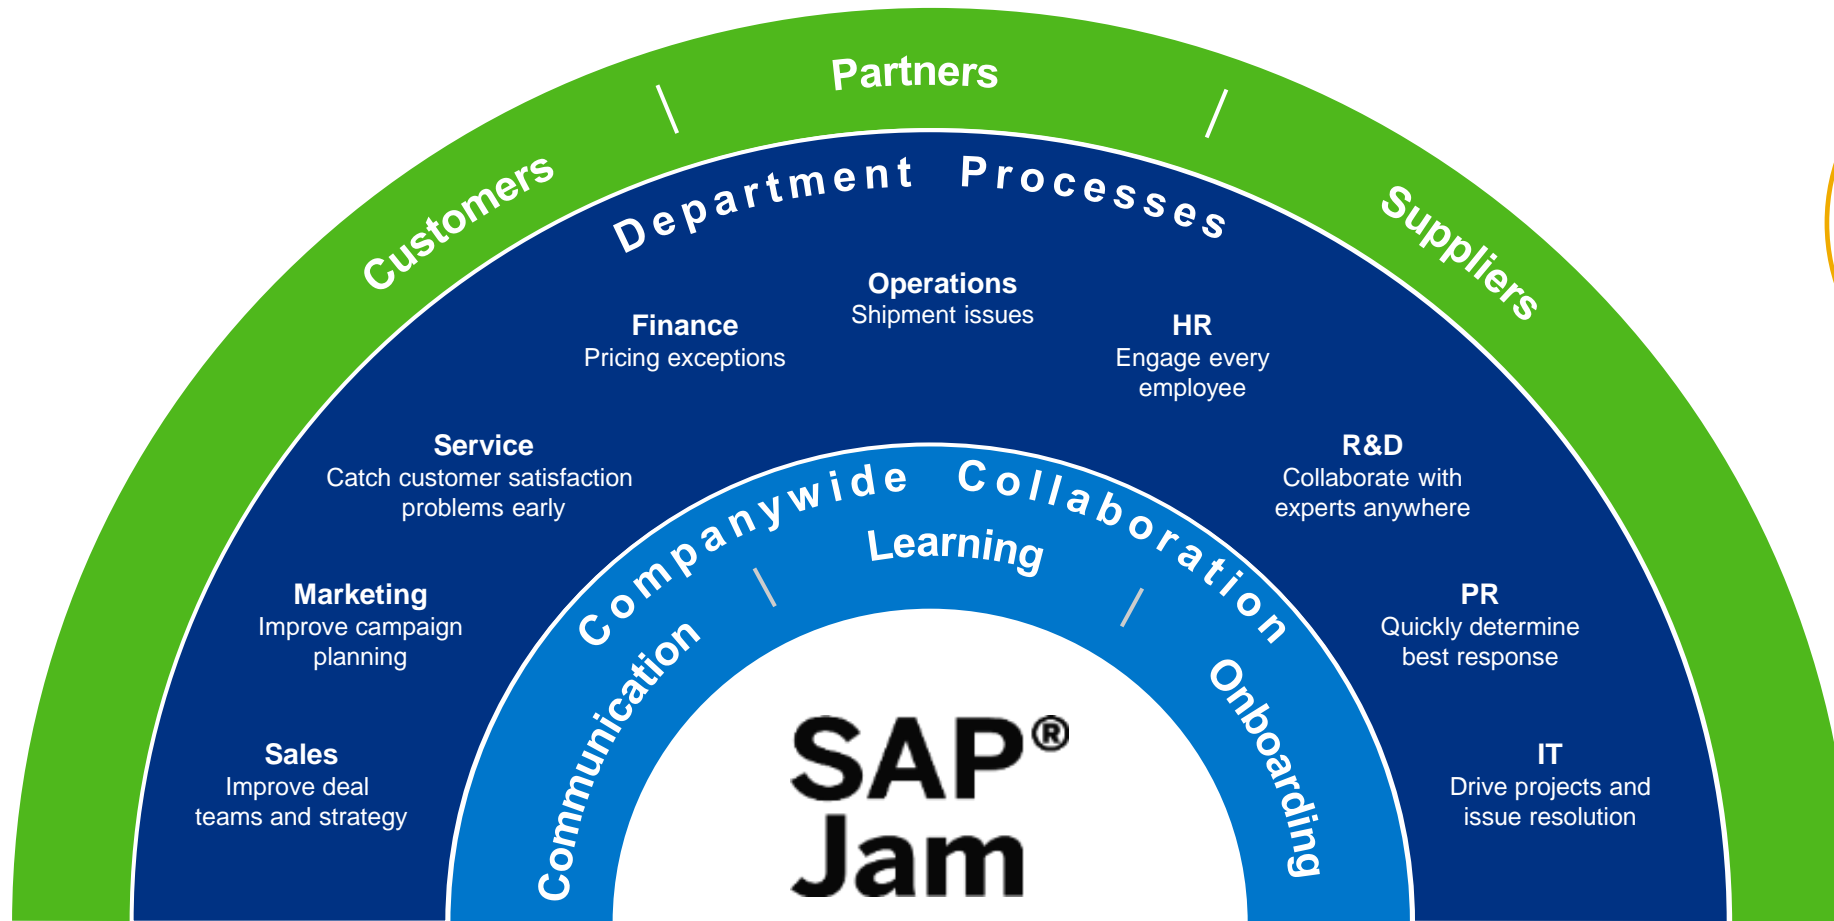 Partners
Customers
Suppliers
Department Processes
Operations
Shipment issues
Finance
Pricing exceptions
HR
Engage every
employee
Service
Catch customer satisfaction
problems early
R&D
Collaborate with
experts anywhere
Marketing
Improve campaign
planning
PR
Quickly determine
best response
Sales
Improve deal
teams and strategy
IT
Drive projects and
issue resolution
Companywide Collaboration
Learning
Communication
Onboarding
SAP®
Jam